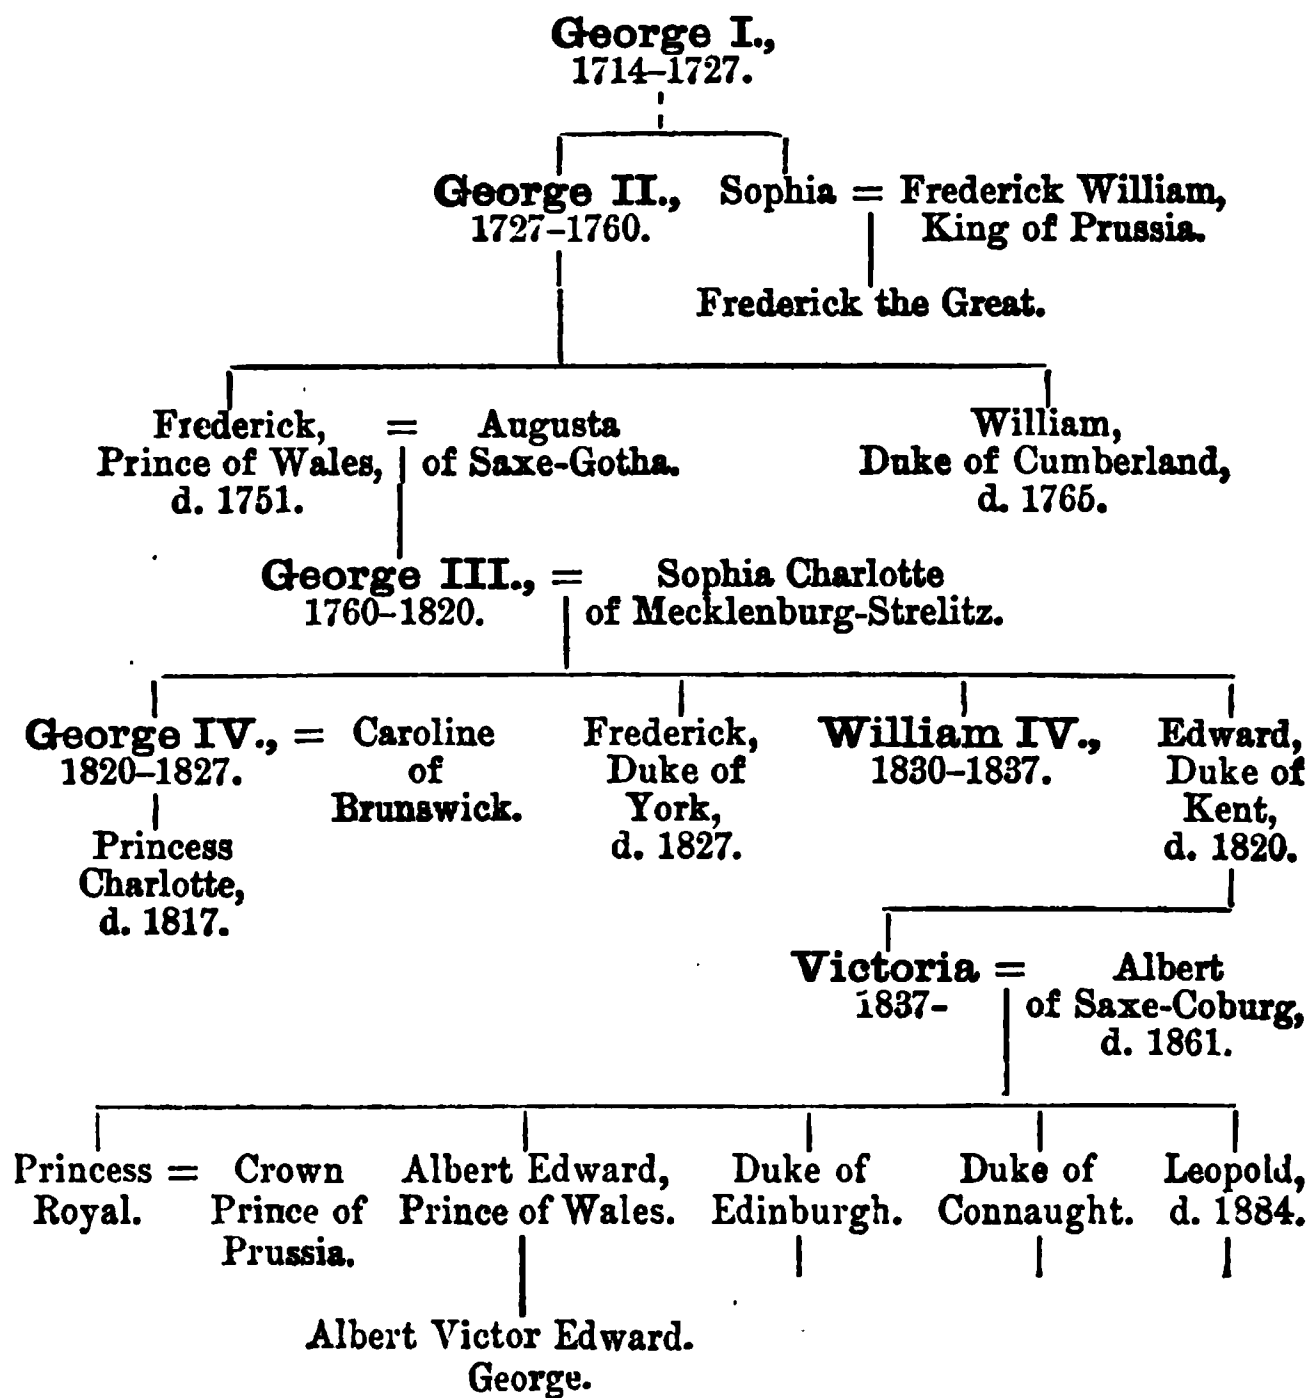 George I.,
1714–1727.
George II., Sophia = Frederick William,
1727–1760. King of Prussia.
Frederick the Great.
Frederick, = Augusta William,
Prince of Wales, of Saxe-Gotha. Duke of Cumberland,
d. 1751. d. 1765.
George III., = Sophia Charlotte
1760–1820. of Mecklenburg-Strelitz.
George IV., = Caroline Frederick, William IV., Edward,
1820–1827. of Duke of 1830–1837. Duke of
Brunswick. York, Kent,
Princess d. 1827. d. 1820.
Charlotte,
d. 1817.
Victoria = Albert
1837– of Saxe-Coburg,
d. 1861.
Princess = Crown Albert Edward, Duke of Duke of Leopold,
Royal. Prince of Prince of Wales. Edinburgh. Connaught. d. 1884.
Prussia.
Albert Victor Edward.
George.